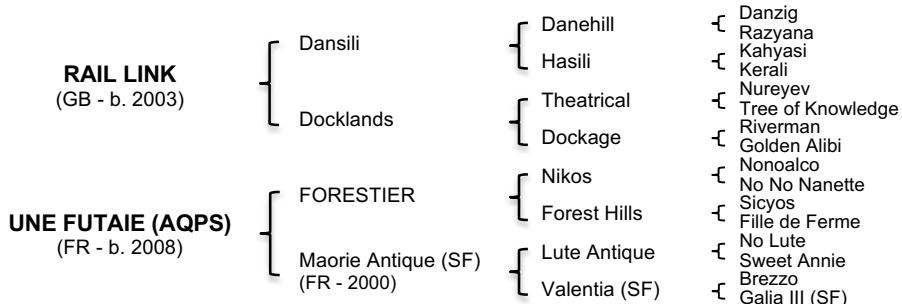 RAIL LINK
(GB - b. 2003)
Dansili
Docklands
Danehill
Hasili
Theatrical
Dockage
Danzig
Razyana
Kahyasi
Kerali
Nureyev
Tree of Knowledge
Riverman
Golden Alibi
UNE FUTAIE (AQPS)
(FR - b. 2008)
FORESTIER
Maorie Antique (SF)
(FR - 2000)
Nikos
Forest Hills
Lute Antique
Valentia (SF)
Nonoalco
No No Nanette
Sicyos
Fille de Ferme
No Lute
Sweet Annie
Brezzo
Galia III (SF)